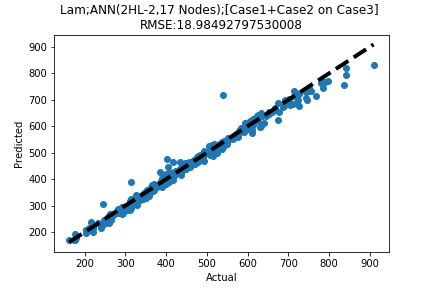 Lam;ANN(2HL-2,17 Nodes);[Case1+Case2 on Case3]
RMSE:18.98492797530008
900
800
700
600
500
400
300
200
Predicted
200 300 400 500 600 700 800 900
Actual